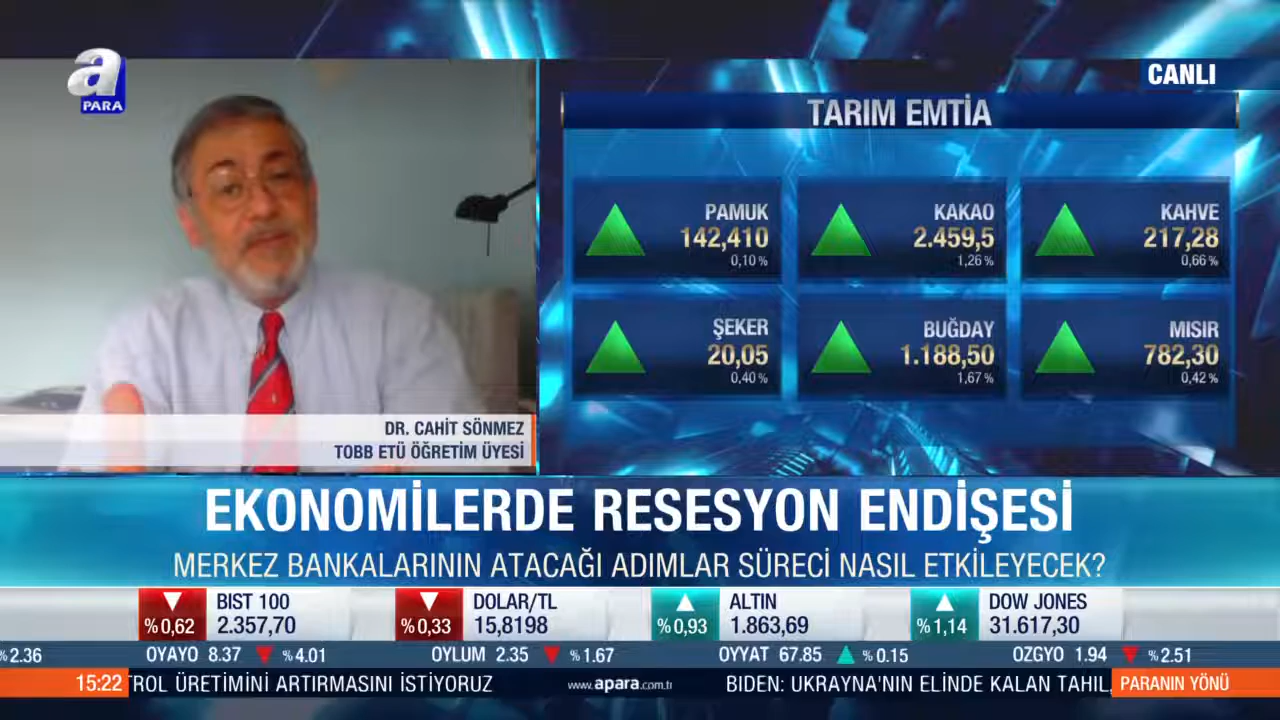 a
PARA
CANLI
TARIM EMTİA
PAMUK
142,410
0,10 %
KAKAO
2.459,5
1,26 %
KAHVE
217,28
0,66 %
ŞEKER
20,05
0,40 %
BUĞDAY
1.188,50
1,67 %
MISIR
782,30
0,42 %
DR. CAHİT SÖNMEZ
TOBB ETÜ ÖĞRETİM ÜYESİ
EKONOMİLERDE RESESYON ENDİŞESİ
MERKEZ BANKALARININ ATACAĞI ADIMLAR SÜRECİ NASIL ETKİLEYECEK?
%0,62 BIST 100 2.357,70
%0,33 DOLAR/TL 15,8198
%0,93 ALTIN 1.863,69
%1,14 DOW JONES 31.617,30
%2.36 OYAYO 8.37 %4.01 OYLUM 2.35 %1.67 OYYAT 67.85 %0.15 OZGYO 1.94 %2.51
15:22 TROL ÜRETİMİNİ ARTIRMASINI İSTİYORUZ www.apara.com.tr BIDEN: UKRAYNA'NIN ELİNDE KALAN TAHIL, PARANIN YÖNÜ